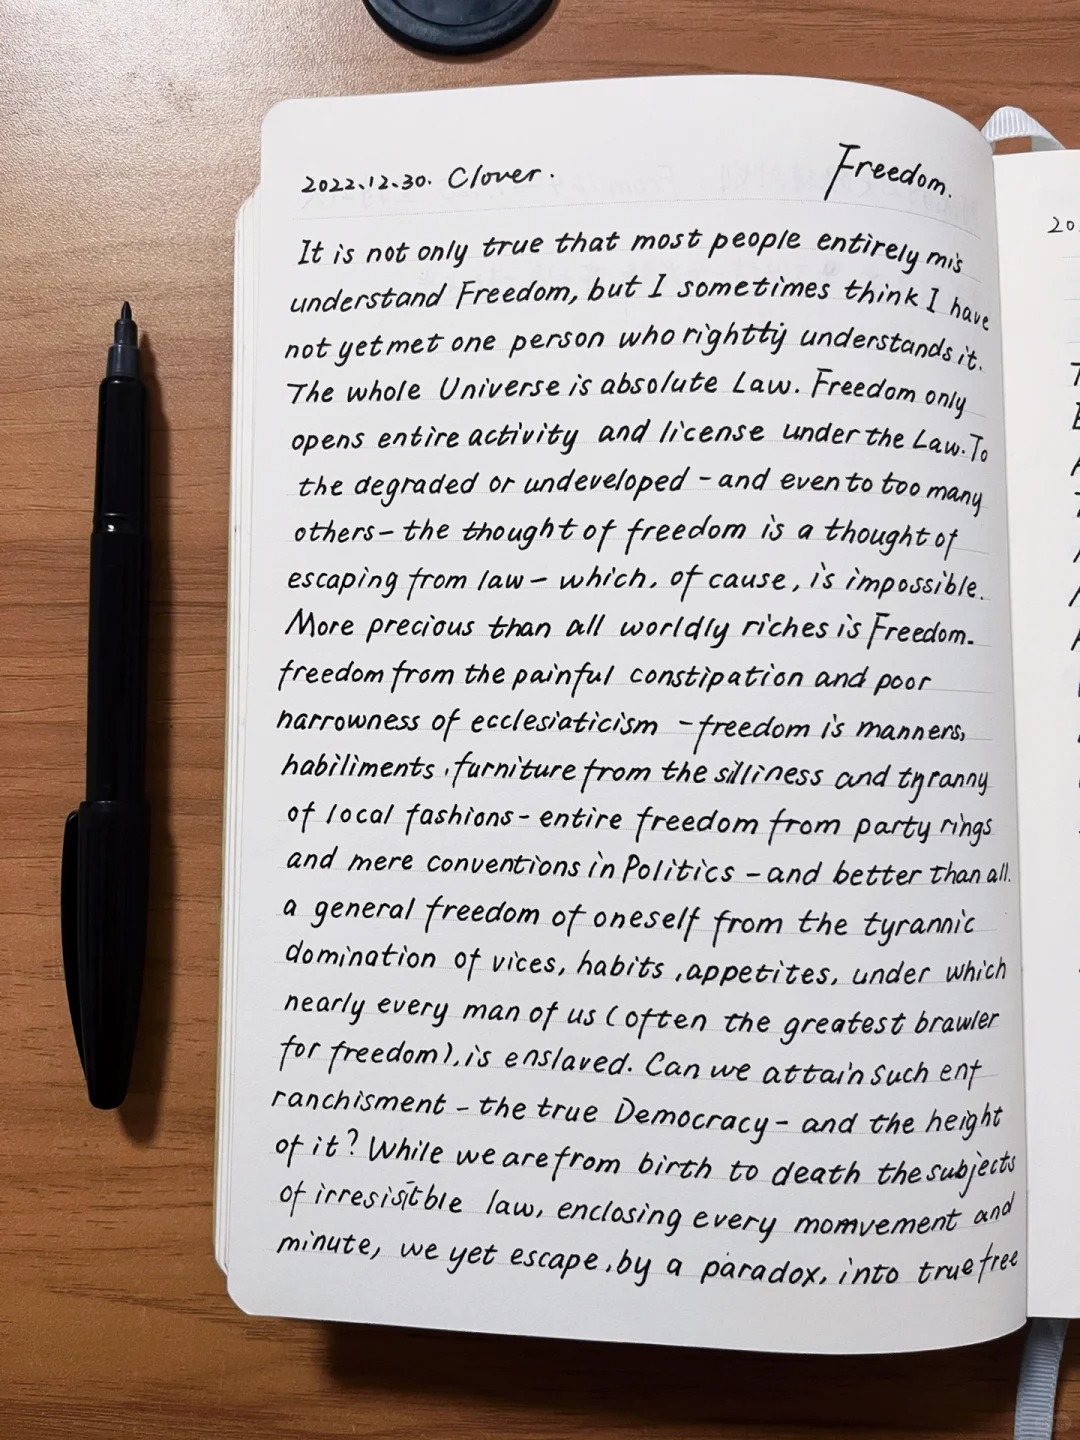 2022.12.30. Clover.
Freedom.
It is not only true that most people entirely mis
understand Freedom, but I sometimes think I have
not yet met one person who rightty understands it.
The whole Universe is absolute Law. Freedom only
opens entire activity and license under the Law. To
the degraded or undeveloped - and even to too many
others - the thought of freedom is a thought of
escaping from law - which, of cause, is impossible.
More precious than all worldly riches is Freedom-
freedom from the painful constipation and poor
narrowness of ecclesiaticism - freedom is manners,
habiliments, furniture from the silliness and tyranny
of local fashions - entire freedom from party rings
and mere conventions in Politics - and better than all.
a general freedom of oneself from the tyrannic
domination of vices, habits, appetites, under which
nearly every man of us (often the greatest brawler
for freedom), is enslaved. Can we attain such enf
ranchisment - the true Democracy - and the height
of it? While we are from birth to death the subjects
of law, enclosing every momvement and
minute, we yet escape, by a paradox, into true free
20